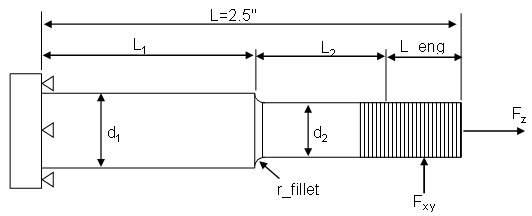 L=2.5"
L1 L2 L eng
d1 d2 Fz
r_fillet
Fxy